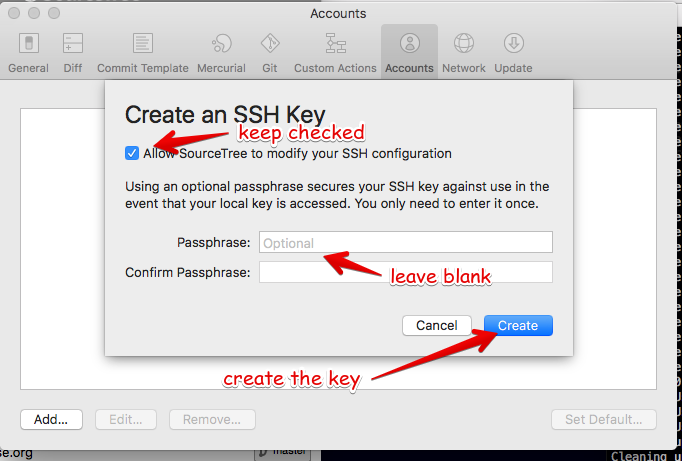 Accounts
General Diff Commit Template Mercurial Git Custom Actions Accounts Network Update
Create an SSH Key
keep checked
Allow SourceTree to modify your SSH configuration
Using an optional passphrase secures your SSH key against use in the
event that your local key is accessed. You only need to enter it once.
Passphrase: Optional
leave blank
Confirm Passphrase:
Cancel Create
create the key
Add... Edit... Remove... Set Default...
se.org master
Cleaning u